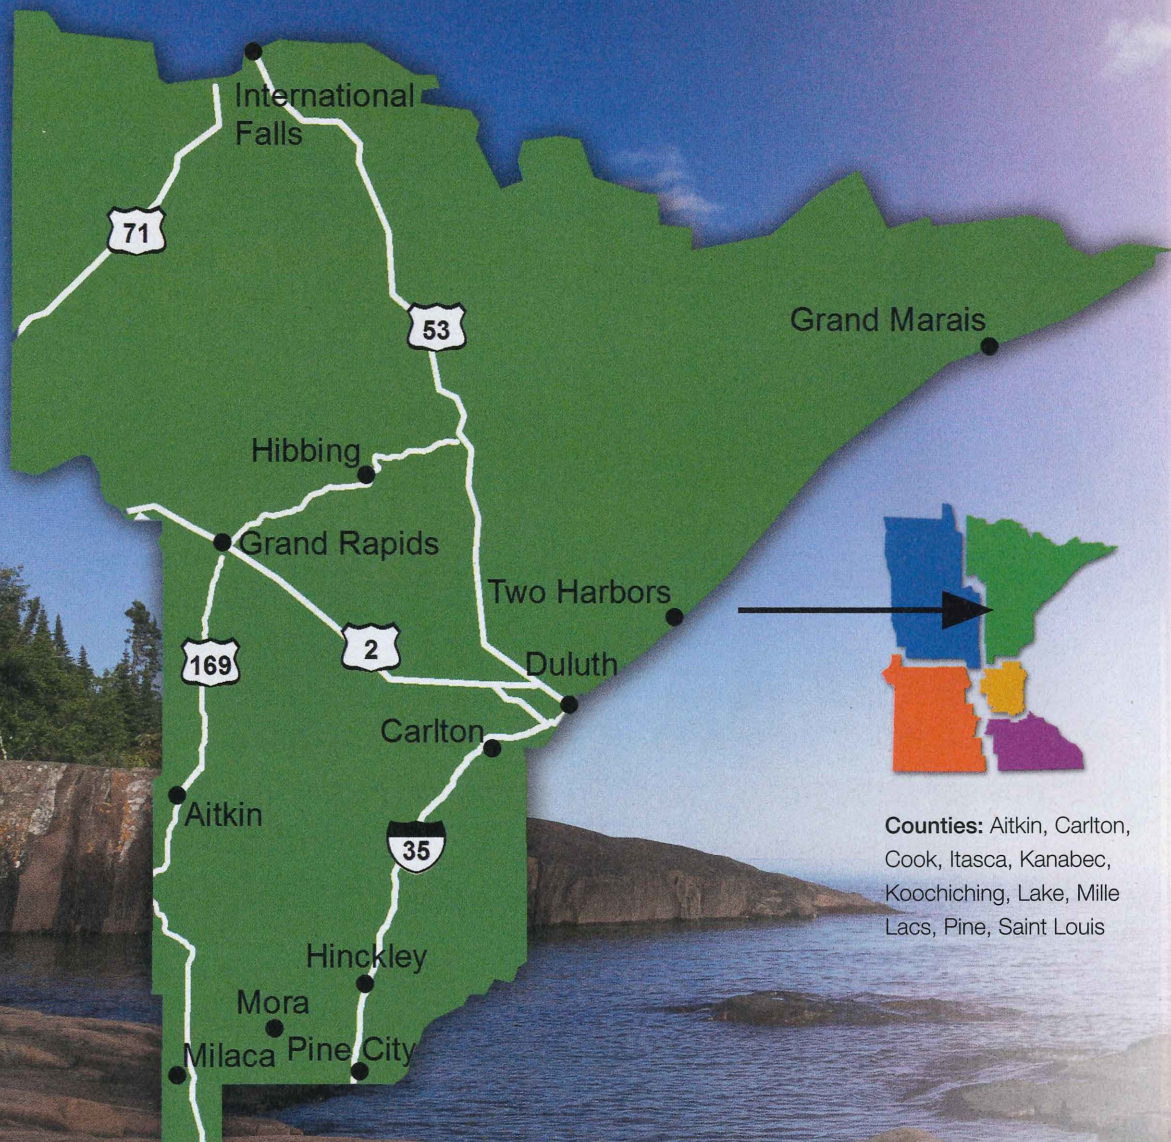 International
Falls
71
53
Grand Marais
Hibbing
Grand Rapids
Two Harbors
169
2
Duluth
Carlton
Aitkin
35
Counties: Aitkin, Carlton,
Cook, Itasca, Kanabec,
Koochiching, Lake, Mille
Lacs, Pine, Saint Louis
Hinckley
Mora
Milaca
Pine City